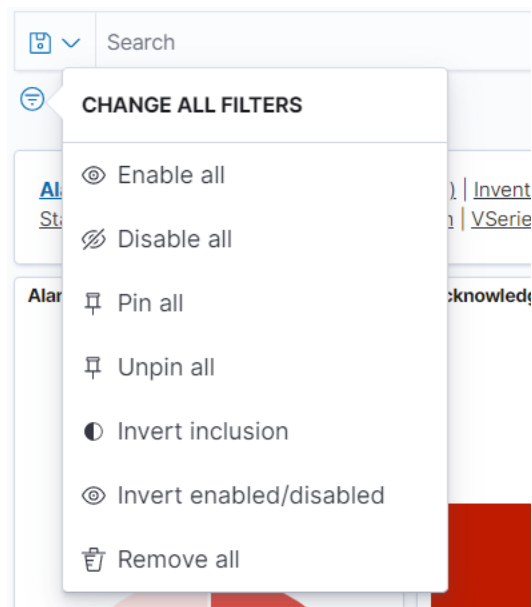 Search
CHANGE ALL FILTERS
Enable all
Disable all
Pin all
Unpin all
Invert inclusion
Invert enabled/disabled
Remove all